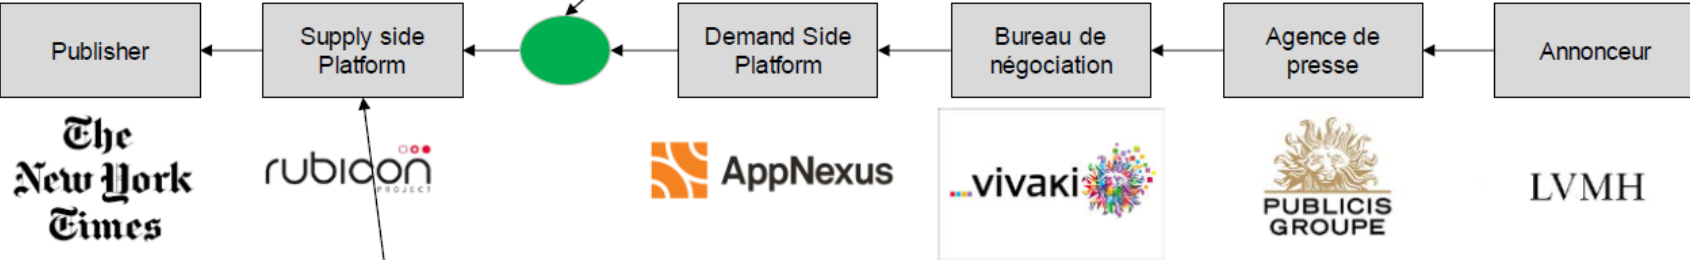 Publisher
Supply side
Platform
Demand Side
Platform
Bureau de
négociation
Agence de
presse
Annonceur
The
New York
Times
rubicon
PROJECT
AppNexus
...vivaki
PUBLICIS
GROUPE
LVMH